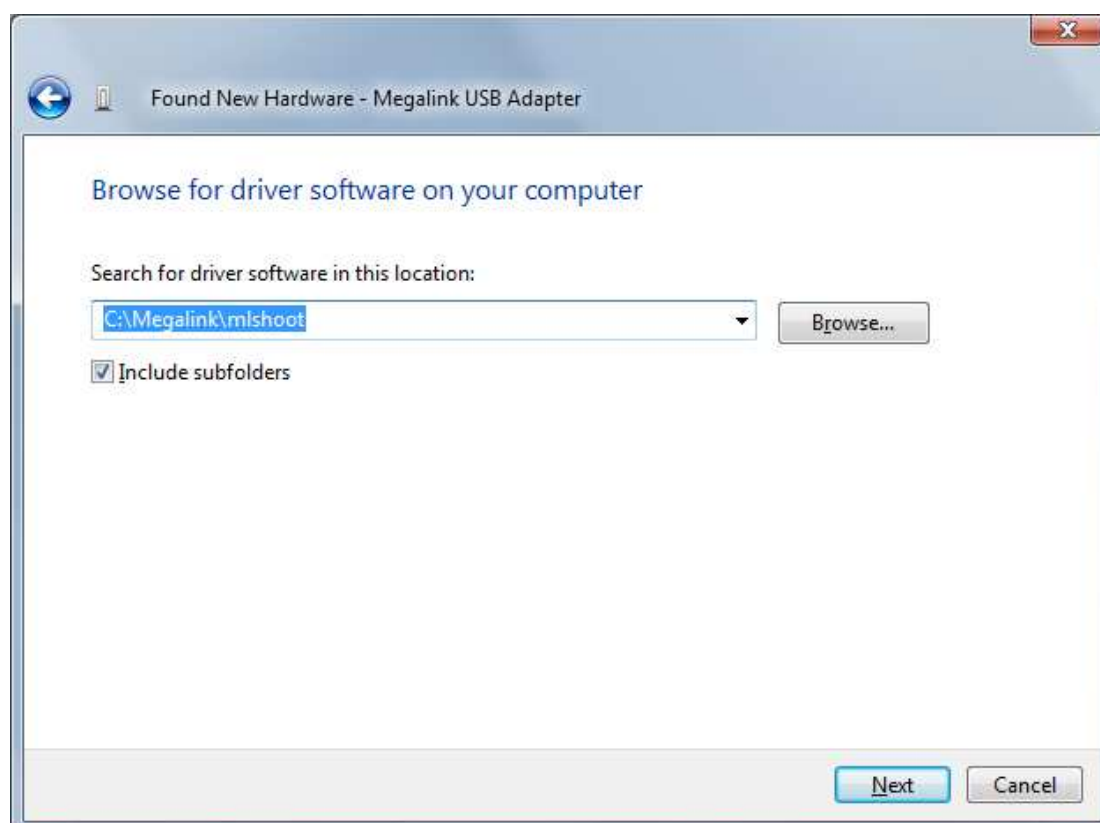 Found New Hardware - Megalink USB Adapter
Browse for driver software on your computer
Search for driver software in this location:
C:\Megalink\mlshoot
Browse...
Include subfolders
Next Cancel